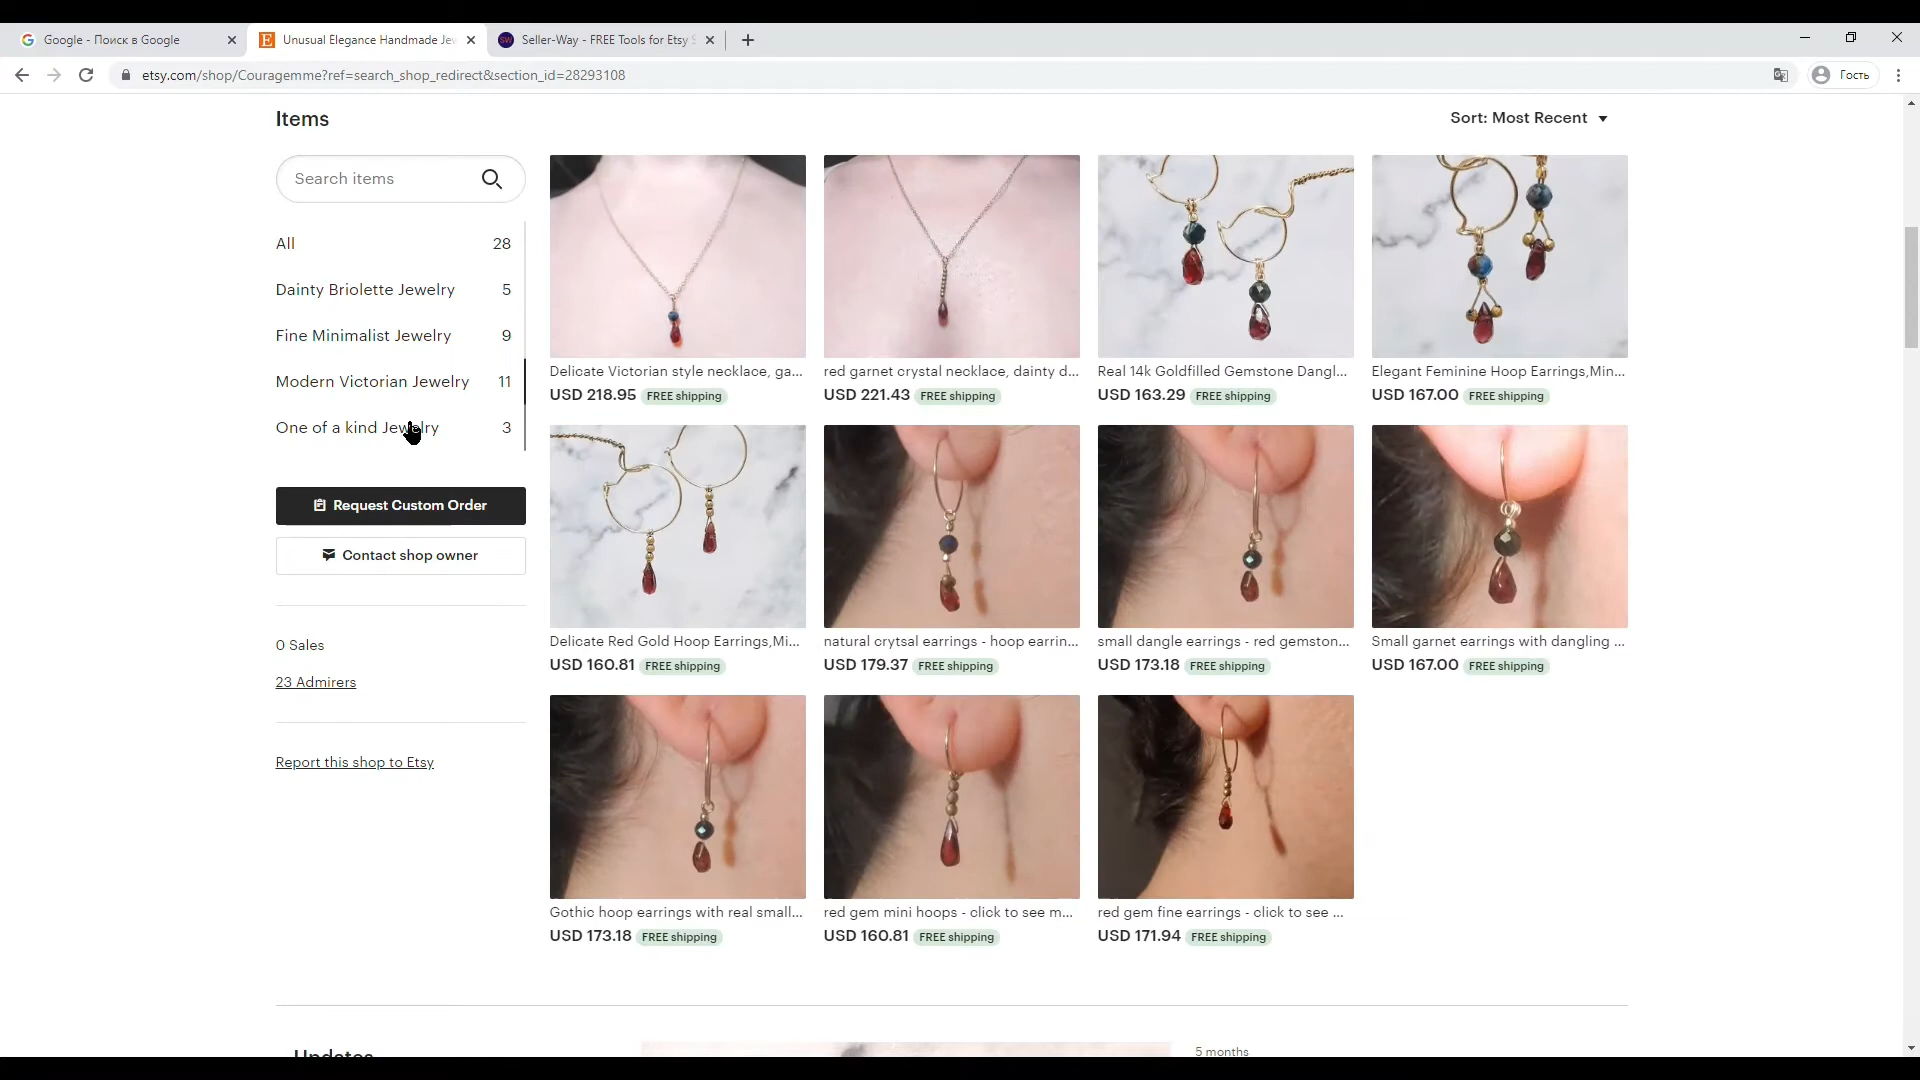 Google - Поиск в Google
Unusual Elegance Handmade Je
Seller-Way - FREE Tools for Etsy S
etsy.com/shop/Couragemme?ref=search_shop_redirect&section_id=28293108
Гость
Items
Sort: Most Recent
Search items
All 28
Dainty Briolette Jewelry 5
Fine Minimalist Jewelry 9
Modern Victorian Jewelry 11
One of a kind Jewelry 3
Request Custom Order
Contact shop owner
0 Sales
23 Admirers
Report this shop to Etsy
Delicate Victorian style necklace, ga...
USD 218.95 FREE shipping
red garnet crystal necklace, dainty d...
USD 221.43 FREE shipping
Real 14k Goldfilled Gemstone Dangl...
USD 163.29 FREE shipping
Elegant Feminine Hoop Earrings,Min...
USD 167.00 FREE shipping
Delicate Red Gold Hoop Earrings,Mi...
USD 160.81 FREE shipping
natural crytsal earrings - hoop earrin...
USD 179.37 FREE shipping
small dangle earrings - red gemston...
USD 173.18 FREE shipping
Small garnet earrings with dangling ...
USD 167.00 FREE shipping
Gothic hoop earrings with real small...
USD 173.18 FREE shipping
red gem mini hoops - click to see m...
USD 160.81 FREE shipping
red gem fine earrings - click to see ...
USD 171.94 FREE shipping
Updates
5 months